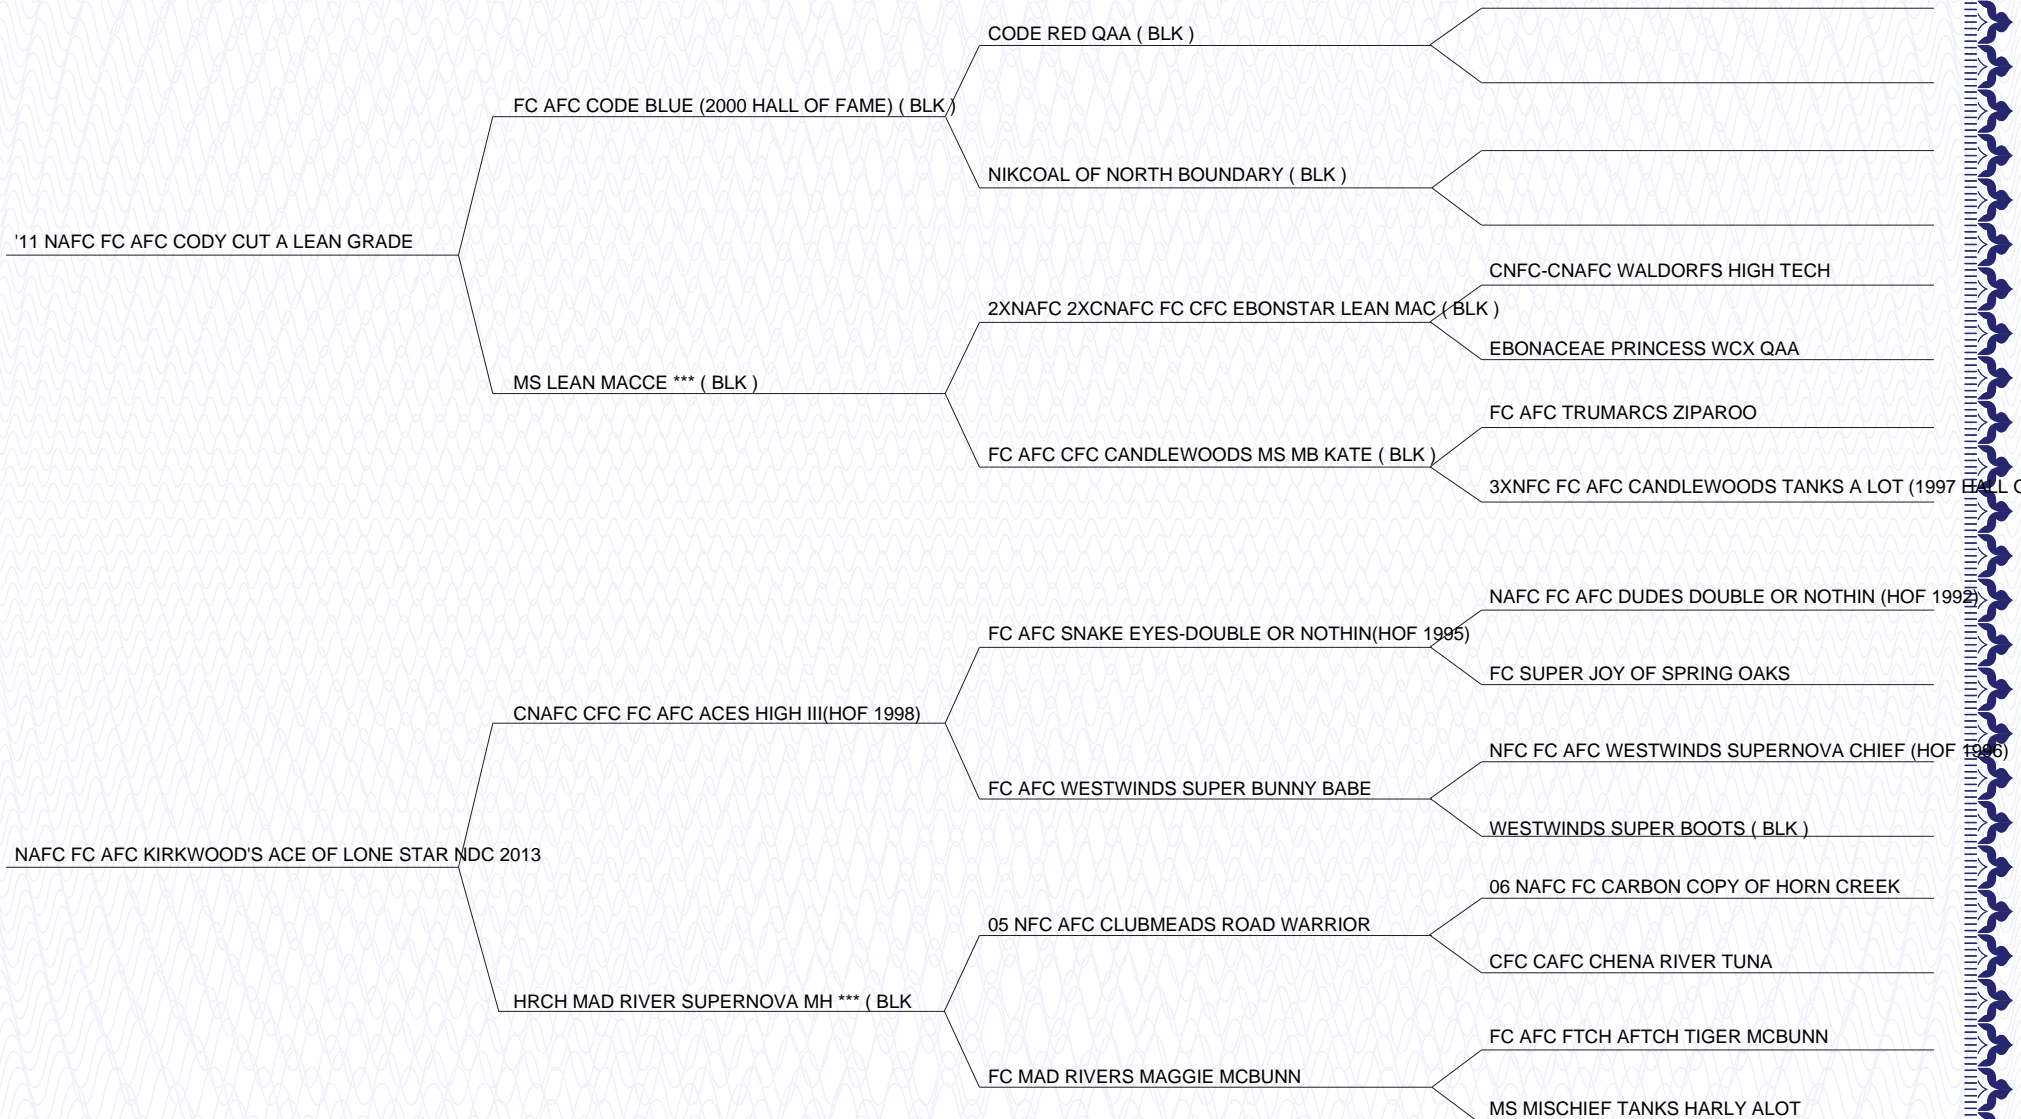 CODE RED QAA ( BLK )
FC AFC CODE BLUE (2000 HALL OF FAME) ( BLK )
NIKCOAL OF NORTH BOUNDARY ( BLK )
'11 NAFC FC AFC CODY CUT A LEAN GRADE
CNFC-CNAFC WALDORFS HIGH TECH
2XNAFC 2XCNAFC FC CFC EBONSTAR LEAN MAC ( BLK )
EBONACEAE PRINCESS WCX QAA
MS LEAN MACCE *** ( BLK )
FC AFC TRUMARCS ZIPAROO
FC AFC CFC CANDLEWOODS MS MB KATE ( BLK )
3XNFC FC AFC CANDLEWOODS TANKS A LOT (1997 HALL O
NAFC FC AFC DUDES DOUBLE OR NOTHIN (HOF 1992)
FC AFC SNAKE EYES-DOUBLE OR NOTHIN(HOF 1995)
FC SUPER JOY OF SPRING OAKS
CNAFC CFC FC AFC ACES HIGH III(HOF 1998)
NFC FC AFC WESTWINDS SUPERNOVA CHIEF (HOF 1996)
FC AFC WESTWINDS SUPER BUNNY BABE
WESTWINDS SUPER BOOTS ( BLK )
NAFC FC AFC KIRKWOOD'S ACE OF LONE STAR NDC 2013
06 NAFC FC CARBON COPY OF HORN CREEK
05 NFC AFC CLUBMEADS ROAD WARRIOR
CFC CAFC CHENA RIVER TUNA
HRCH MAD RIVER SUPERNOVA MH *** ( BLK
FC AFC FTCH AFTCH TIGER MCBUNN
FC MAD RIVERS MAGGIE MCBUNN
MS MISCHIEF TANKS HARLY ALOT